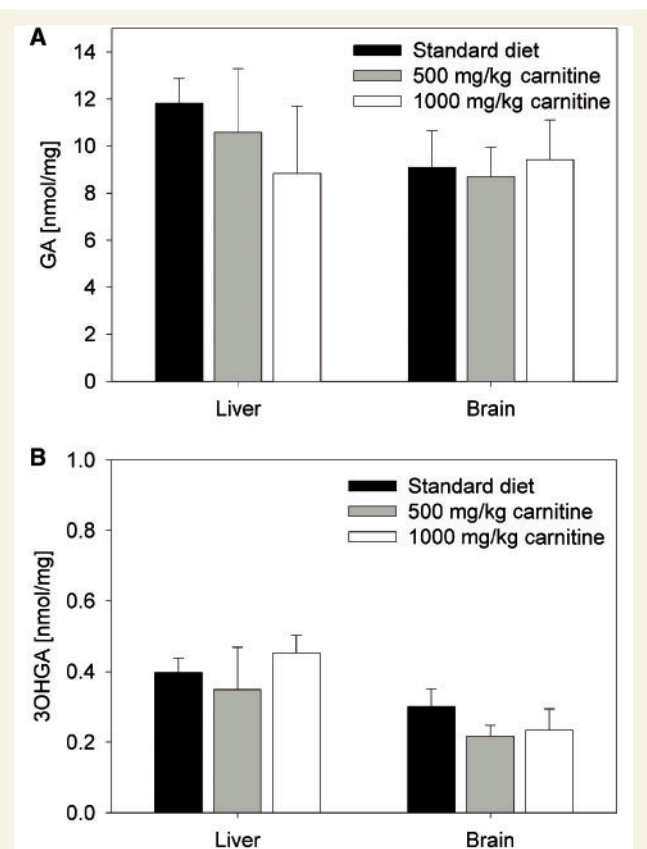 A
Standard diet
500 mg/kg carnitine
1000 mg/kg carnitine
GA [nmol/mg]
14
12
10
8
6
4
2
0
Liver Brain
B
Standard diet
500 mg/kg carnitine
1000 mg/kg carnitine
3OHGA [nmol/mg]
1.0
0.8
0.6
0.4
0.2
0.0
Liver Brain